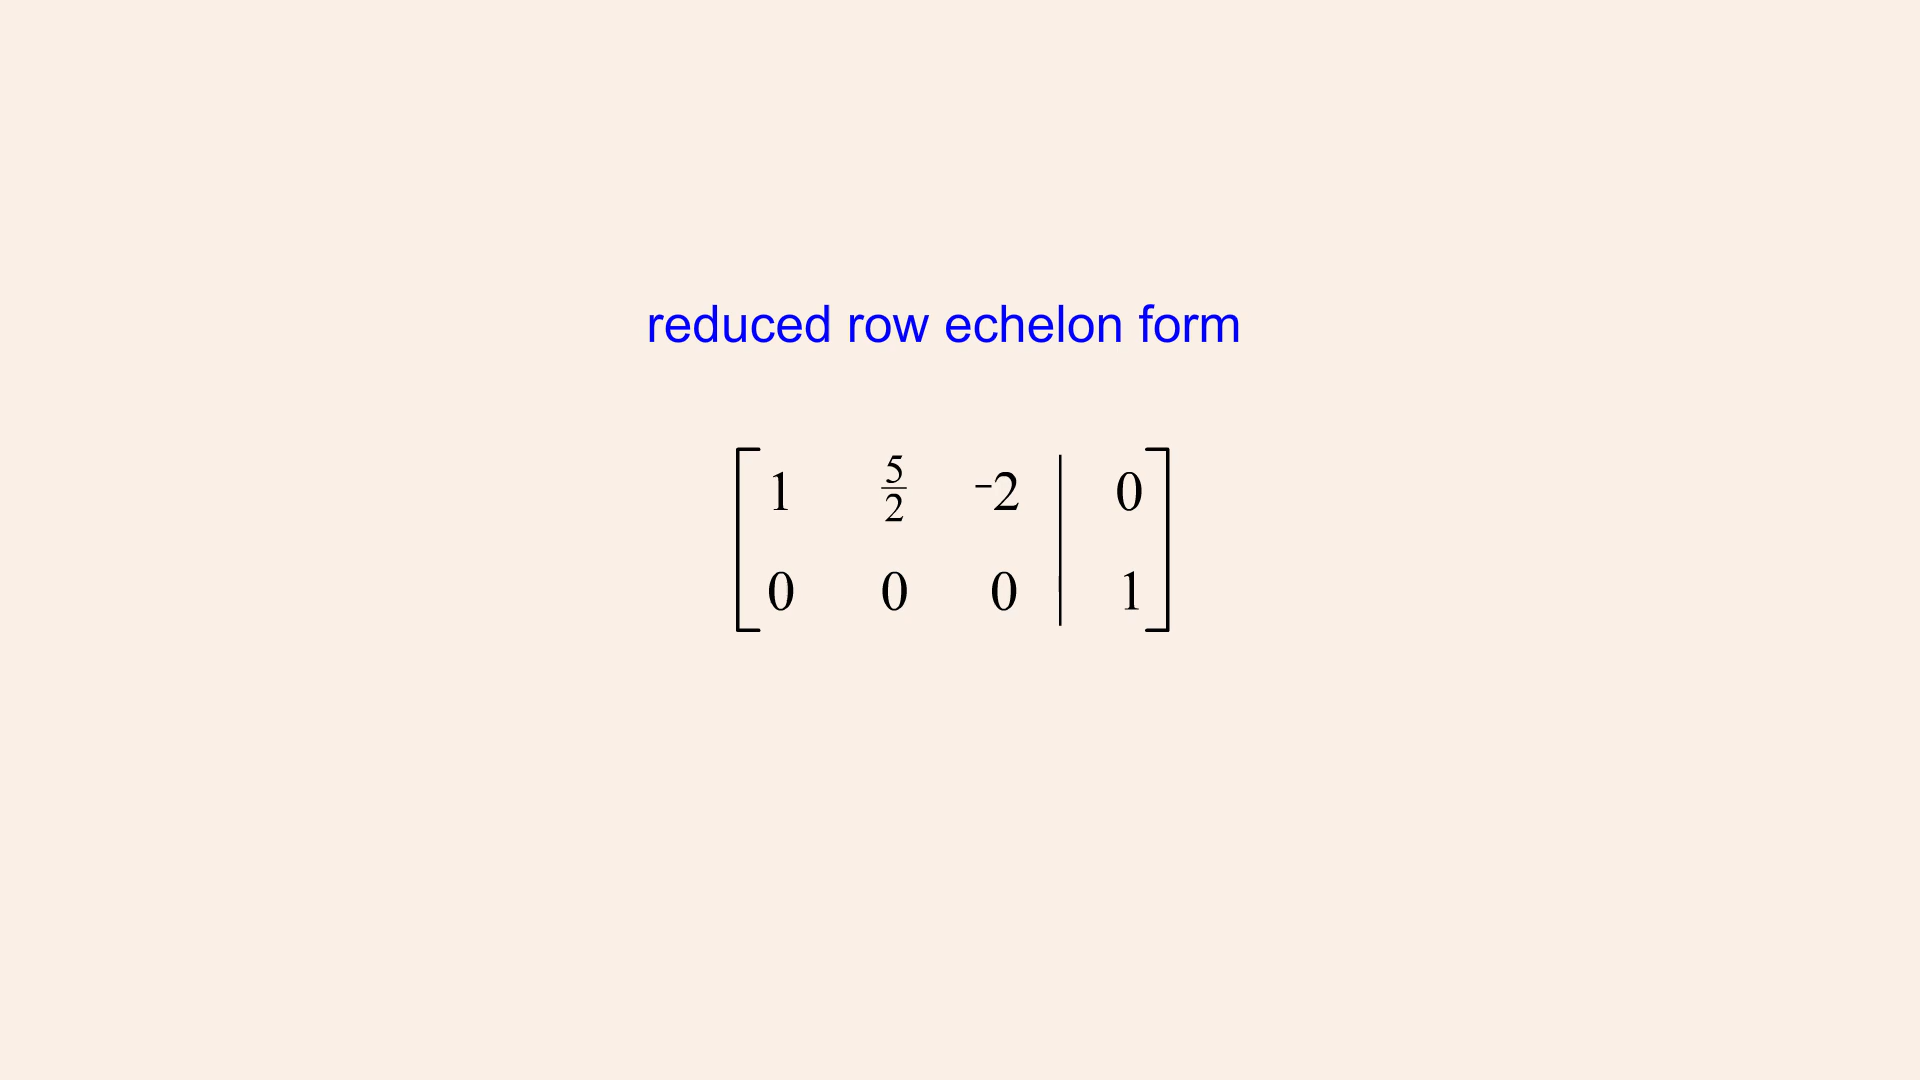 reduced row echelon form
1 5/2 -2 | 0
0 0 0 | 1